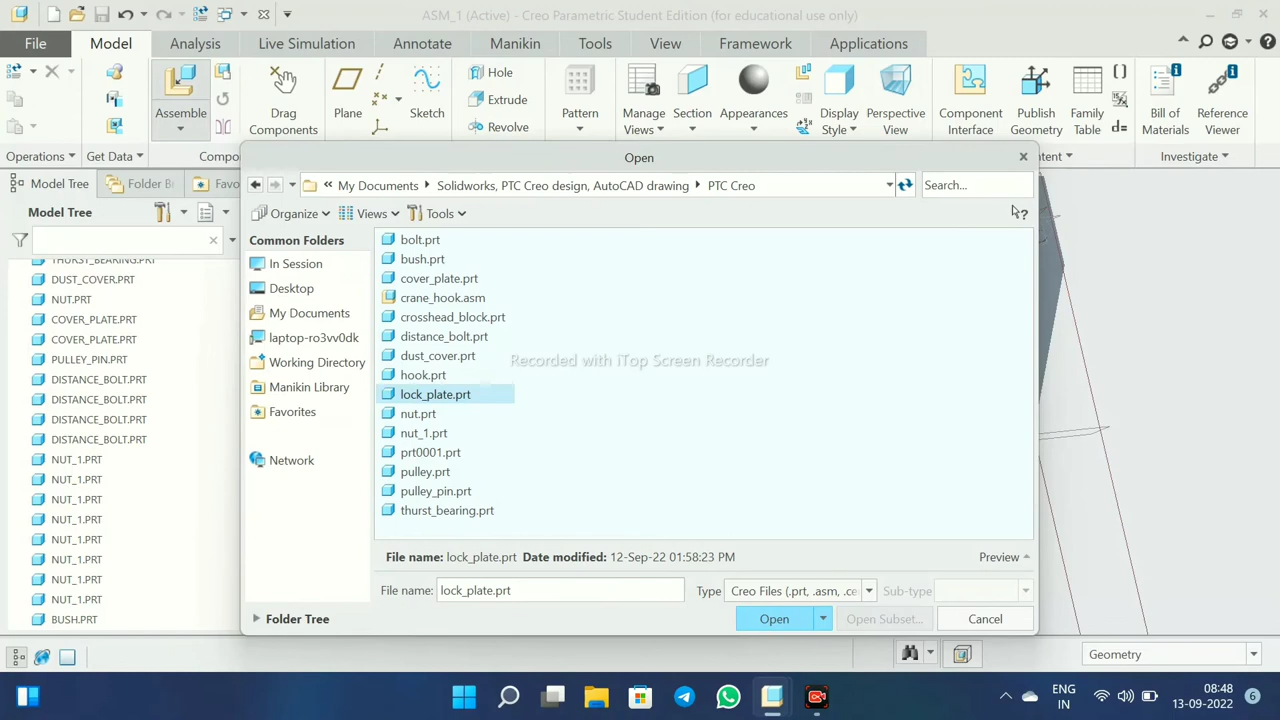 ASM_1 (Active) - Creo Parametric Student Edition (for educational use only)
File Model Analysis Live Simulation Annotate Manikin Tools View Framework Applications
Assemble
Drag Components
Plane
Sketch
Hole
Extrude
Revolve
Pattern
Manage Views
Section
Appearances
Display Style
Perspective View
Component Interface
Publish Geometry
Family Table
Bill of Materials
Reference Viewer
Operations Get Data Compo ent Investigate
Model Tree Folder B Favo
Model Tree
THURST_BEARING.PRT
DUST_COVER.PRT
NUT.PRT
COVER_PLATE.PRT
COVER_PLATE.PRT
PULLEY_PIN.PRT
DISTANCE_BOLT.PRT
DISTANCE_BOLT.PRT
DISTANCE_BOLT.PRT
DISTANCE_BOLT.PRT
NUT_1.PRT
NUT_1.PRT
NUT_1.PRT
NUT_1.PRT
NUT_1.PRT
NUT_1.PRT
NUT_1.PRT
NUT_1.PRT
BUSH.PRT
Open
« My Documents Solidworks, PTC Creo design, AutoCAD drawing PTC Creo
Search...
Organize Views Tools
Common Folders
In Session
Desktop
My Documents
laptop-ro3vv0dk
Working Directory
Manikin Library
Favorites
Network
bolt.prt
bush.prt
cover_plate.prt
crane_hook.asm
crosshead_block.prt
distance_bolt.prt
dust_cover.prt
hook.prt
lock_plate.prt
nut.prt
nut_1.prt
prt0001.prt
pulley.prt
pulley_pin.prt
thurst_bearing.prt
Recorded with iTop Screen Recorder
File name: lock_plate.prt Date modified: 12-Sep-22 01:58:23 PM Preview
File name: lock_plate.prt Type Creo Files (.prt, .asm, .ce Sub-type
Folder Tree Open Open Subset... Cancel
Geometry
ENG
IN
08:48
13-09-2022
6